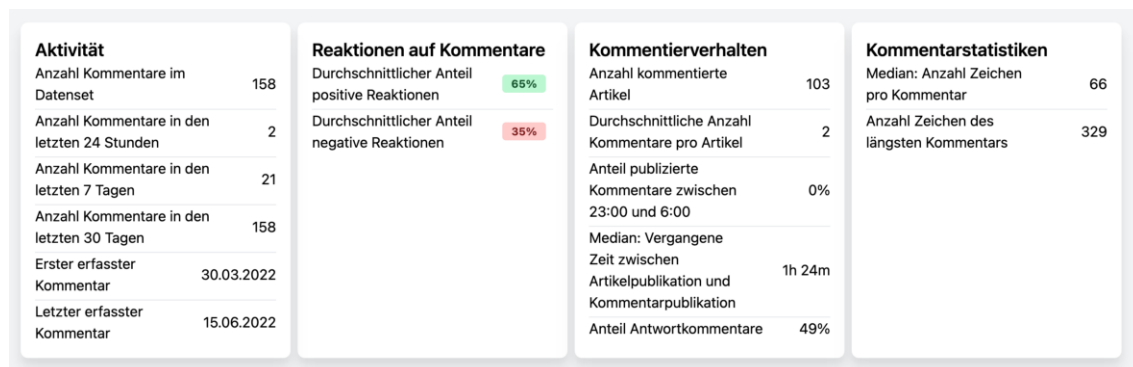 Aktivität
Anzahl Kommentare im
Datenset
158
Anzahl Kommentare in den
letzten 24 Stunden
2
Anzahl Kommentare in den
letzten 7 Tagen
21
Anzahl Kommentare in den
letzten 30 Tagen
158
Erster erfasster
Kommentar
30.03.2022
Letzter erfasster
Kommentar
15.06.2022
Reaktionen auf Kommentare
Durchschnittlicher Anteil
positive Reaktionen
65%
Durchschnittlicher Anteil
negative Reaktionen
35%
Kommentierverhalten
Anzahl kommentierte
Artikel
103
Durchschnittliche Anzahl
Kommentare pro Artikel
2
Anteil publizierte
Kommentare zwischen
23:00 und 6:00
0%
Median: Vergangene
Zeit zwischen
Artikelpublikation und
Kommentarpublikation
1h 24m
Anteil Antwortkommentare
49%
Kommentarstatistiken
Median: Anzahl Zeichen
pro Kommentar
66
Anzahl Zeichen des
längsten Kommentars
329